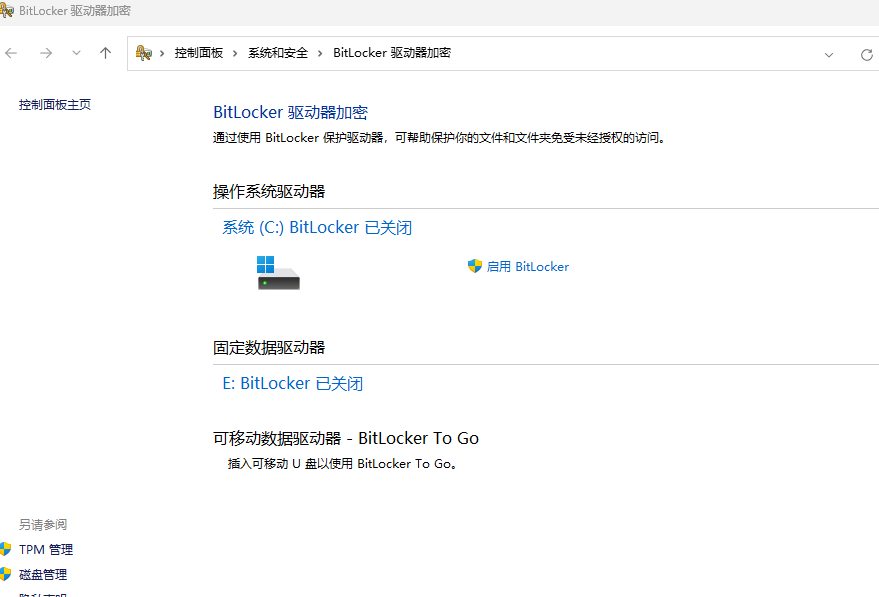 BitLocker 驱动器加密
控制面板 系统和安全 BitLocker 驱动器加密
控制面板主页
BitLocker 驱动器加密
通过使用 BitLocker 保护驱动器，可帮助保护你的文件和文件夹免受未经授权的访问。
操作系统驱动器
系统 (C:) BitLocker 已关闭
启用 BitLocker
固定数据驱动器
E: BitLocker 已关闭
可移动数据驱动器 - BitLocker To Go
插入可移动 U 盘以使用 BitLocker To Go。
另请参阅
TPM 管理
磁盘管理